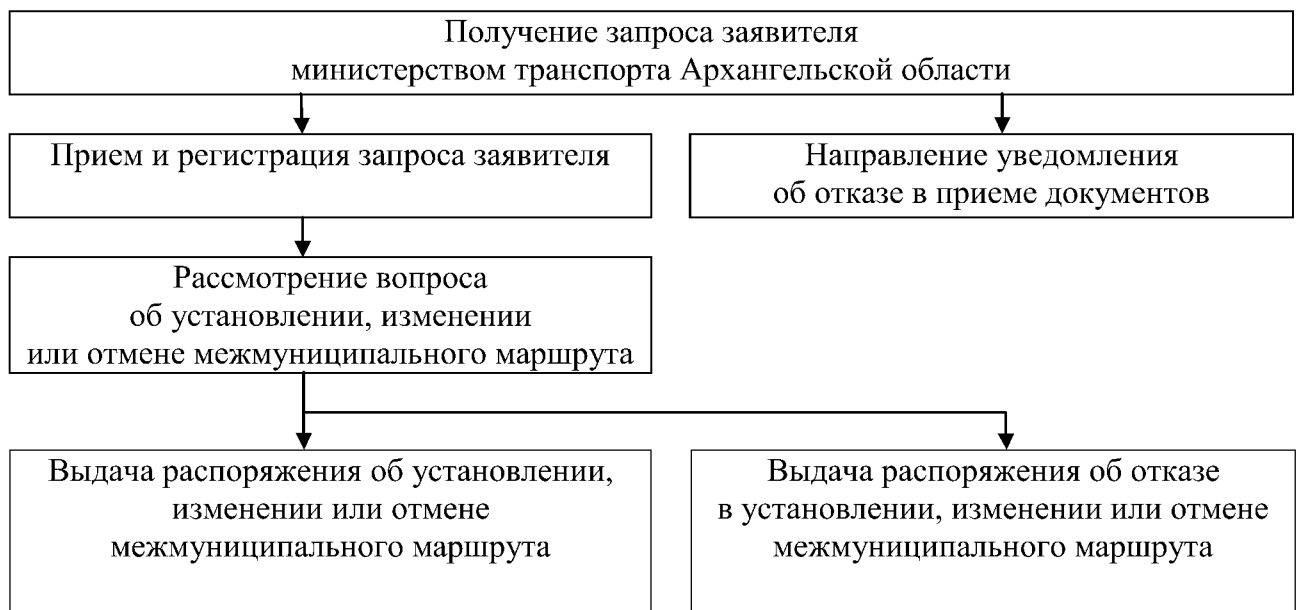 Получение запроса заявителя
министерством транспорта Архангельской области
Прием и регистрация запроса заявителя
Направление уведомления
об отказе в приеме документов
Рассмотрение вопроса
об установлении, изменении
или отмене межмуниципального маршрута
Выдача распоряжения об установлении,
изменении или отмене
межмуниципального маршрута
Выдача распоряжения об отказе
в установлении, изменении или отмене
межмуниципального маршрута